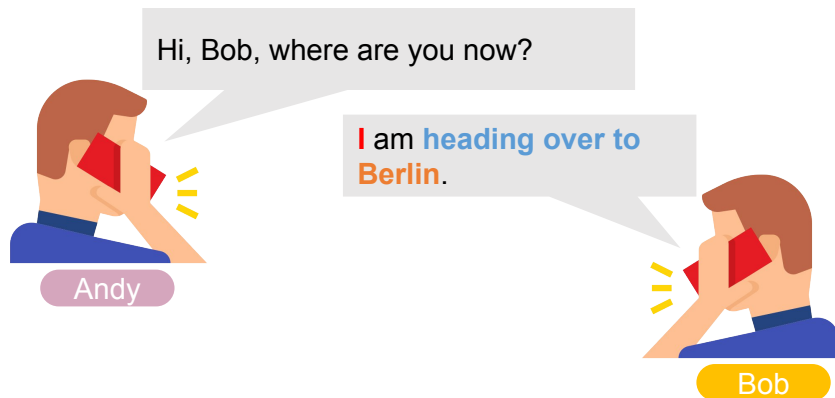 Hi, Bob, where are you now?
I am heading over to
Berlin.
Andy
Bob